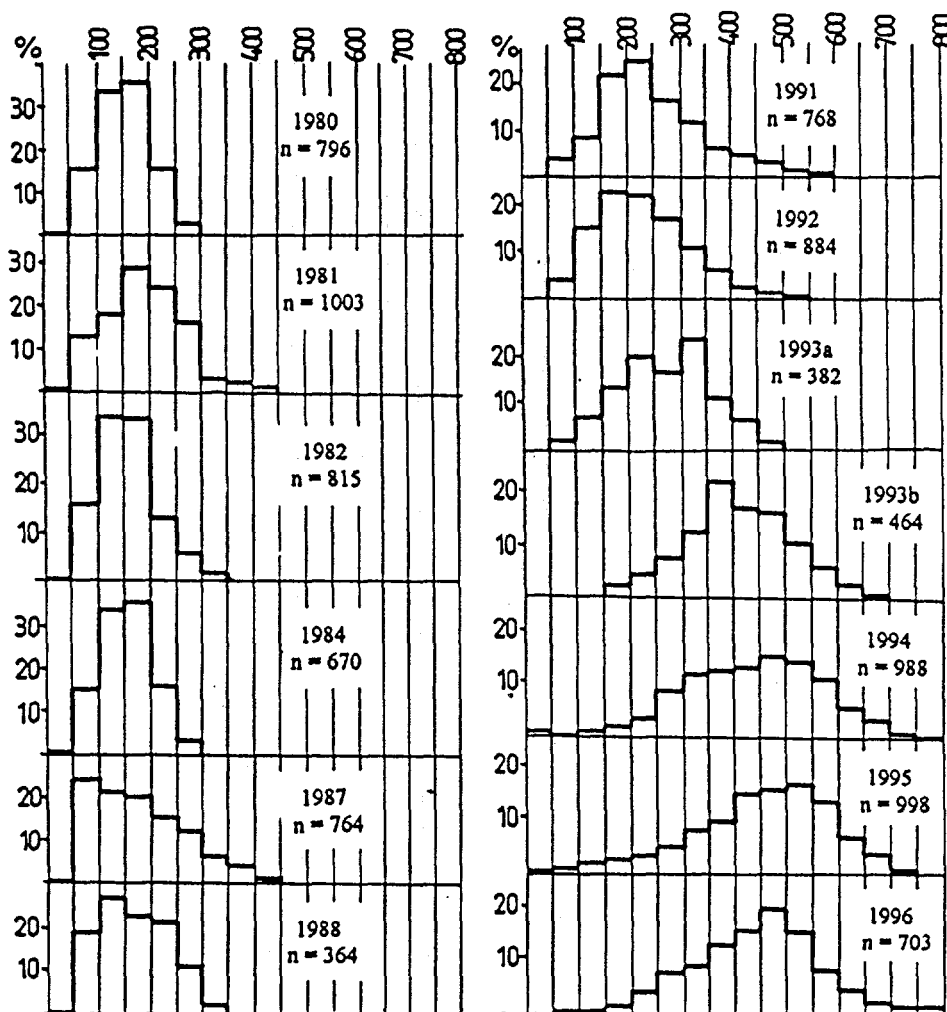 % 100 200 300 400 500 600 700 800
30
20
10
1980
n = 796
30
20
10
1981
n = 1003
30
20
10
1982
n = 815
30
20
10
1984
n = 670
20
10
1987
n = 764
20
10
1988
n = 364
% 100 200 300 400 500 600 700 800
20
10
1991
n = 768
20
10
1992
n = 884
20
10
1993a
n = 382
20
10
1993b
n = 464
20
10
1994
n = 988
20
10
1995
n = 998
20
10
1996
n = 703